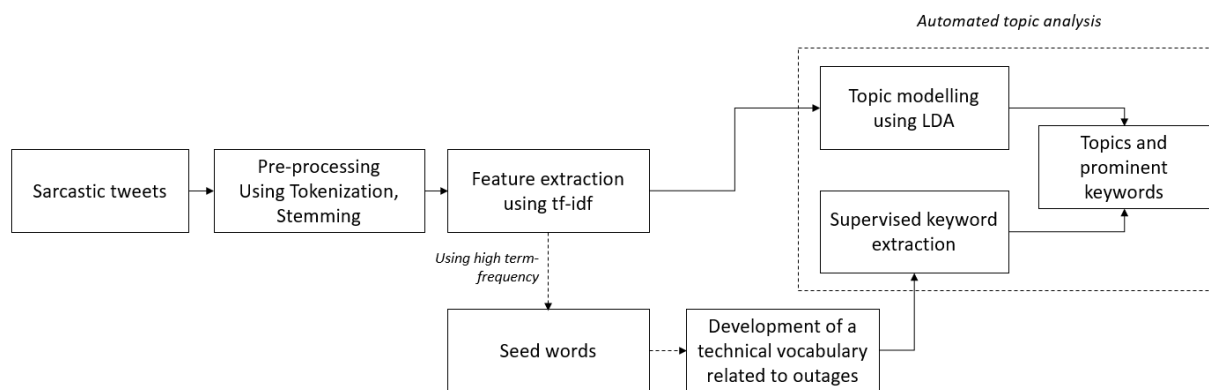 Automated topic analysis
Topic modelling
using LDA
Topics and
prominent
keywords
Sarcastic tweets
Pre-processing
Using Tokenization,
Stemming
Feature extraction
using tf-idf
Supervised keyword
extraction
Using high term-
frequency
Seed words
Development of a
technical vocabulary
related to outages